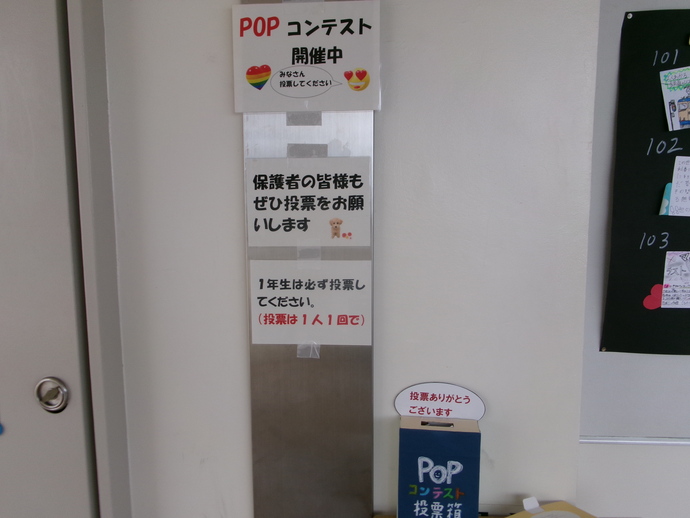 POP コンテスト
開催中
みなさん
投票してください
保護者の皆様も
ぜひ投票をお願
いします
1年生は必ず投票し
てください。
（投票は1人1回で）
投票ありがとう
ございます
POP
コンテスト
投票箱
101
102
103